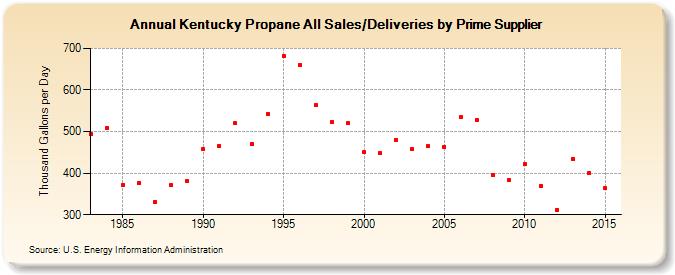 Annual Kentucky Propane All Sales/Deliveries by Prime Supplier
Thousand Gallons per Day
700
600
500
400
300
1985 1990 1995 2000 2005 2010 2015
Source: U.S. Energy Information Administration